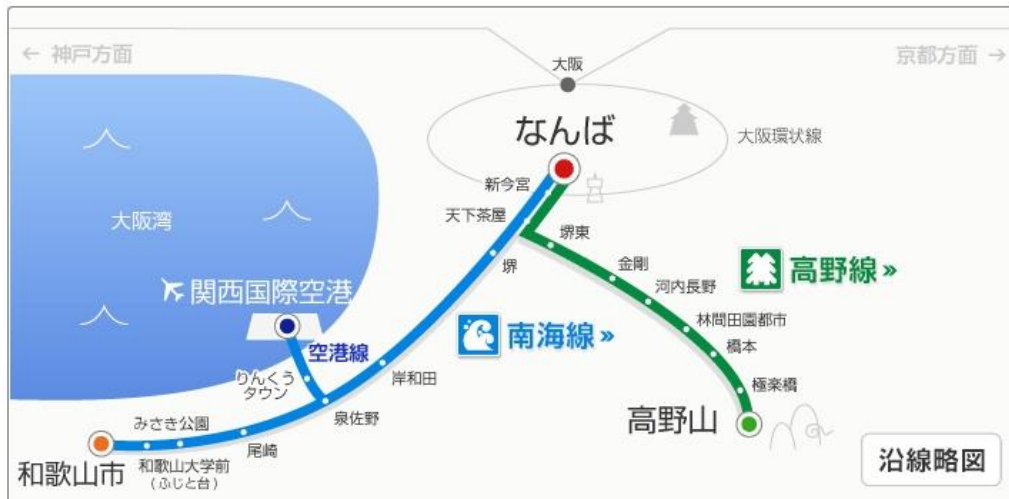 ← 神戸方面
京都方面 →
大阪
なんば
大阪環状線
新今宮
天下茶屋
大阪湾
堺東
堺
金剛
高野線»
関西国際空港
河内長野
林間田園都市
南海線»
空港線
橋本
りんくう
タウン
岸和田
極楽橋
泉佐野
みさき公園
高野山
尾崎
和歌山市
和歌山大学前
(ふじと台)
沿線略図